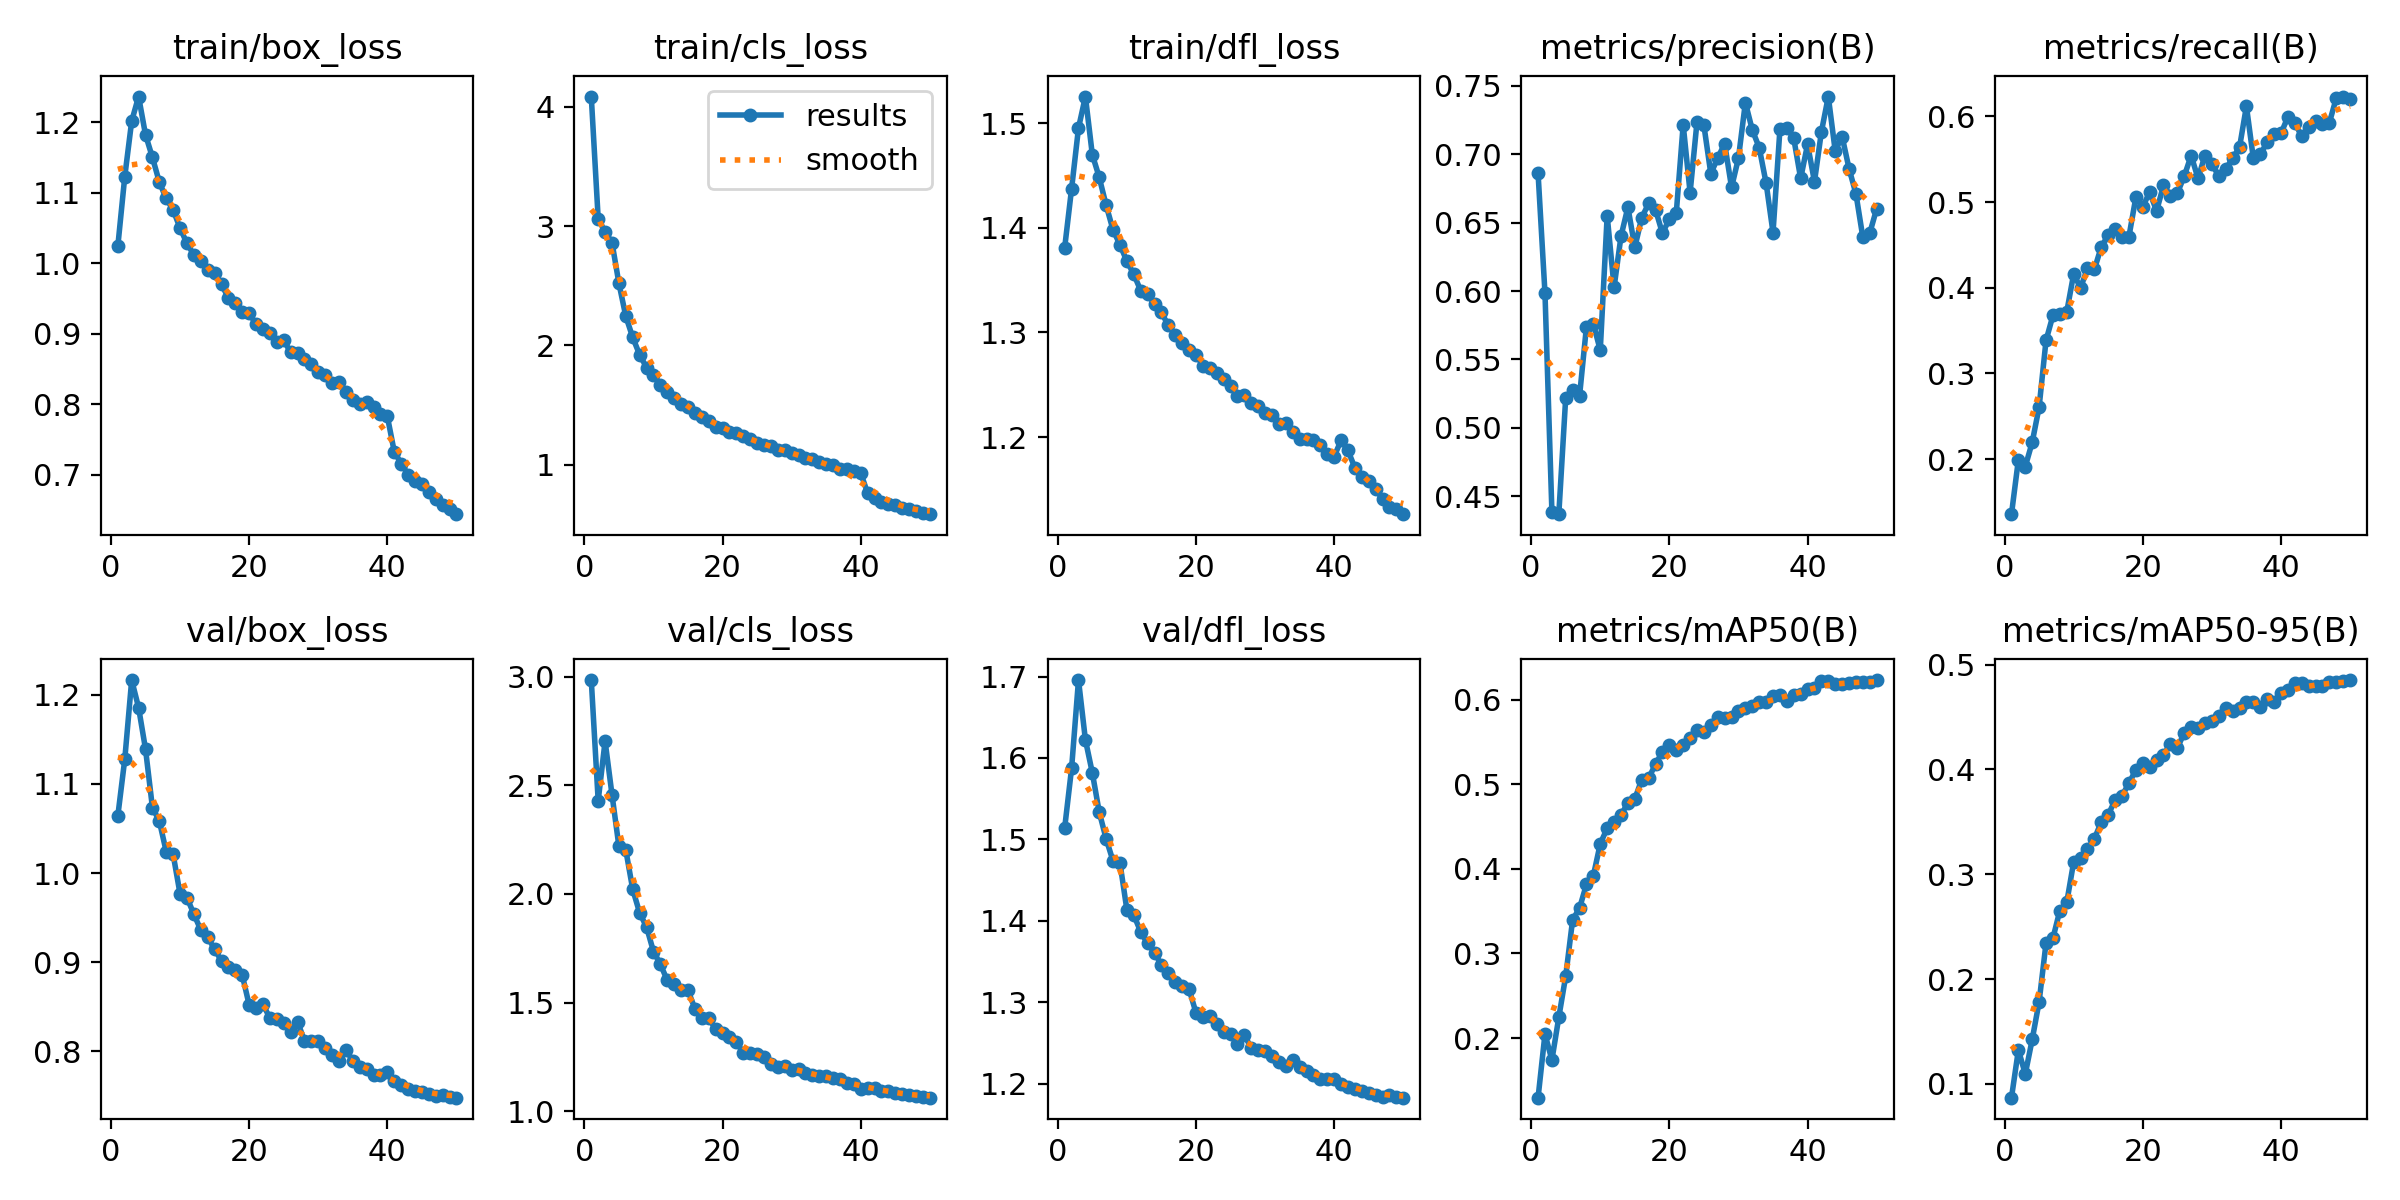 train/box_loss
1.2
1.1
1.0
0.9
0.8
0.7
0 20 40
train/cls_loss
results
smooth
4
3
2
1
0 20 40
train/dfl_loss
1.5
1.4
1.3
1.2
0 20 40
metrics/precision(B)
0.75
0.70
0.65
0.60
0.55
0.50
0.45
0 20 40
metrics/recall(B)
0.6
0.5
0.4
0.3
0.2
0 20 40
val/box_loss
1.2
1.1
1.0
0.9
0.8
0 20 40
val/cls_loss
3.0
2.5
2.0
1.5
1.0
0 20 40
val/dfl_loss
1.7
1.6
1.5
1.4
1.3
1.2
0 20 40
metrics/mAP50(B)
0.6
0.5
0.4
0.3
0.2
0 20 40
metrics/mAP50-95(B)
0.5
0.4
0.3
0.2
0.1
0 20 40